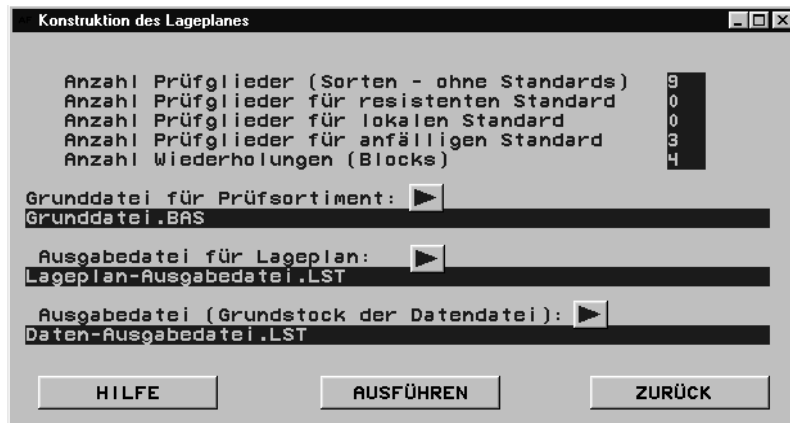 Konstruktion des Lageplanes
Anzahl Prüfglieder (Sorten - ohne Standards) 9
Anzahl Prüfglieder für resistenten Standard 0
Anzahl Prüfglieder für lokalen Standard 0
Anzahl Prüfglieder für anfälligen Standard 3
Anzahl Wiederholungen (Blocks) 4
Grunddatei für Prüfsortiment:
Grunddatei.BAS
Ausgabedatei für Lageplan:
Lageplan-Ausgabedatei.LST
Ausgabedatei (Grundstock der Datendatei):
Daten-Ausgabedatei.LST
HILFE AUSFÜHREN ZURÜCK